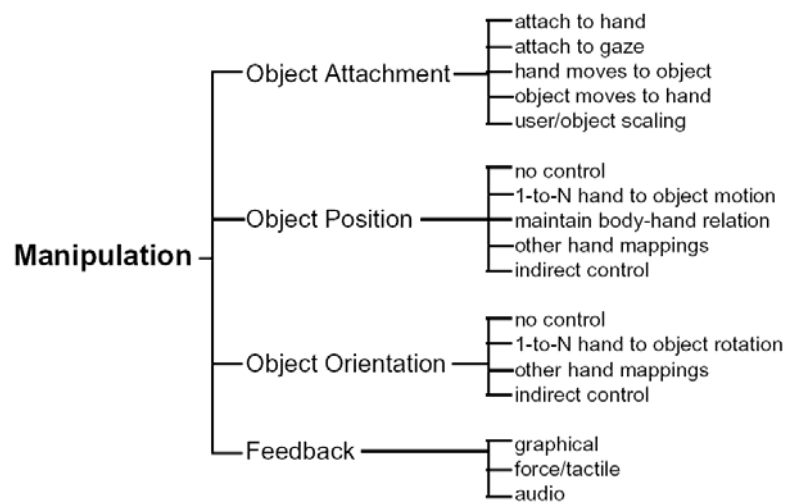 attach to hand
attach to gaze
Object Attachment
hand moves to object
object moves to hand
user/object scaling
no control
1-to-N hand to object motion
Object Position
maintain body-hand relation
other hand mappings
Manipulation
indirect control
no control
1-to-N hand to object rotation
Object Orientation
other hand mappings
indirect control
Feedback
graphical
force/tactile
audio